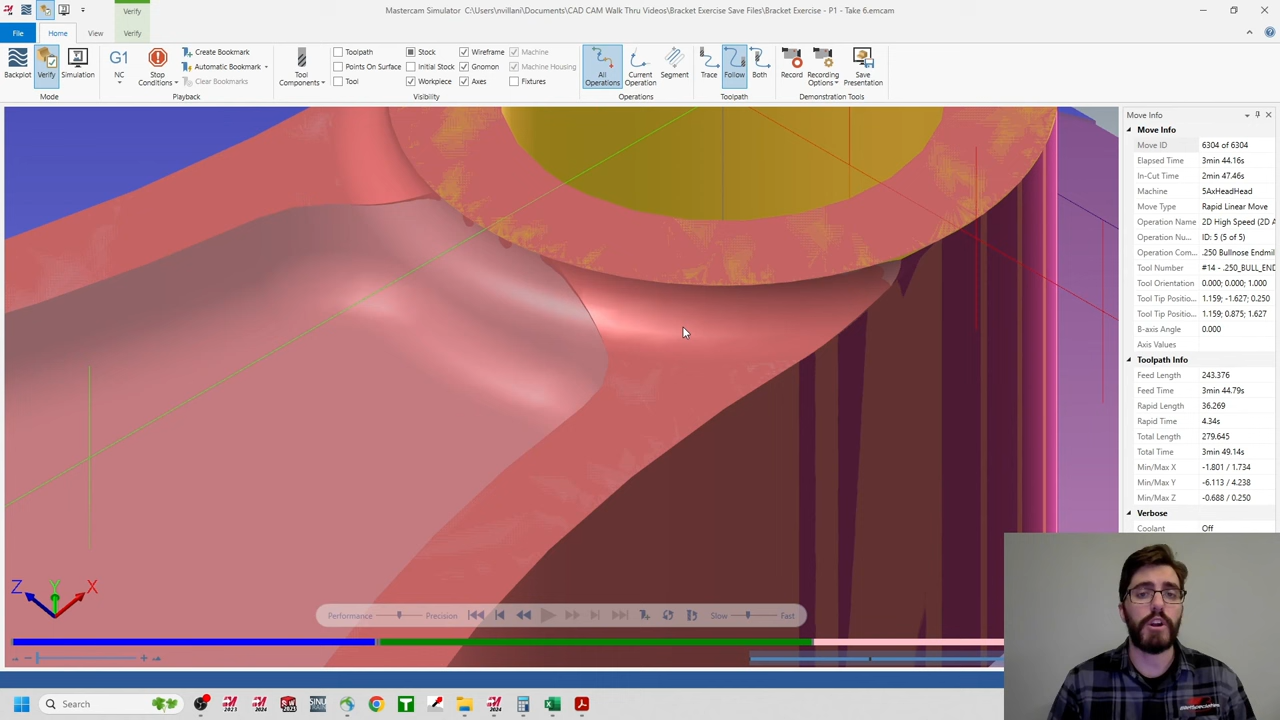 Verify
Mastercam Simulator C:\Users\nvillani\Documents\CAD CAM Walk Thru Videos\Bracket Exercise Save Files\Bracket Exercise - P1 - Take 6.emcam
File Home View Verify
Backplot Verify Simulation
Mode
G1 NC
Stop Conditions
Create Bookmark
Automatic Bookmark
Clear Bookmarks
Playback
Tool Components
Toolpath Stock Wireframe Machine
Points On Surface Initial Stock Gnomon Machine Housing
Tool Workpiece Axes Fixtures
Visibility
All Operations Current Operation Segment
Operations
Trace Follow Both
Toolpath
Record Recording Options Save Presentation
Demonstration Tools
Move Info
Move Info
Move ID 6304 of 6304
Elapsed Time 3min 44.16s
In-Cut Time 2min 47.46s
Machine 5AxHeadHead
Move Type Rapid Linear Move
Operation Name 2D High Speed (2D A
Operation Nu... ID: 5 (5 of 5)
Operation Com... .250 Bullnose Endmil
Tool Number #14 - .250_BULL_END
Tool Orientation 0.000; 0.000; 1.000
Tool Tip Positio... 1.159; -1.627; 0.250
Tool Tip Positio... 1.159; 0.875; 1.627
B-axis Angle 0.000
Axis Values
Toolpath Info
Feed Length 243.376
Feed Time 3min 44.79s
Rapid Length 36.269
Rapid Time 4.34s
Total Length 279.645
Total Time 3min 49.14s
Min/Max X -1.801 / 1.734
Min/Max Y -6.113 / 4.238
Min/Max Z -0.688 / 0.250
Verbose
Coolant Off
Z Y X
Performance Precision Slow Fast
Search
2023 2024 2024